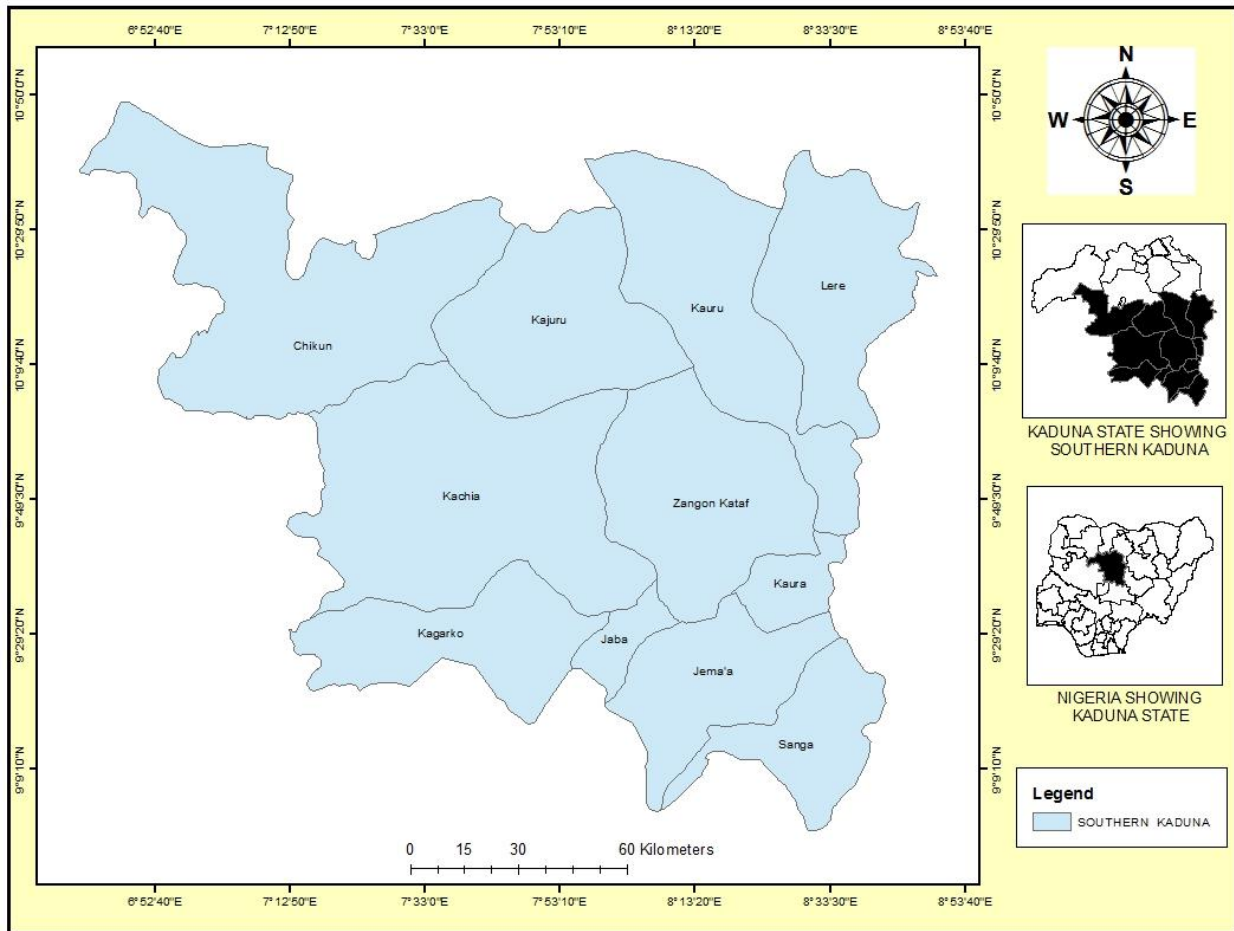 6°52'40"E 7°12'50"E 7°33'0"E 7°53'10"E 8°13'20"E 8°33'30"E 8°53'40"E
10°50'0"N
10°29'50"N
10°9'40"N
9°49'30"N
9°29'20"N
9°9'10"N
Lere
Kauru
Kajuru
Chikun
Kachia
Zangon Kataf
Kaura
Kagarko
Jaba
Jema'a
Sanga
0 15 30 60 Kilometers
10°50'0"N
10°29'50"N
10°9'40"N
9°49'30"N
9°29'20"N
9°9'10"N
6°52'40"E 7°12'50"E 7°33'0"E 7°53'10"E 8°13'20"E 8°33'30"E 8°53'40"E
N
W E
S
KADUNA STATE SHOWING
SOUTHERN KADUNA
NIGERIA SHOWING
KADUNA STATE
Legend
SOUTHERN KADUNA